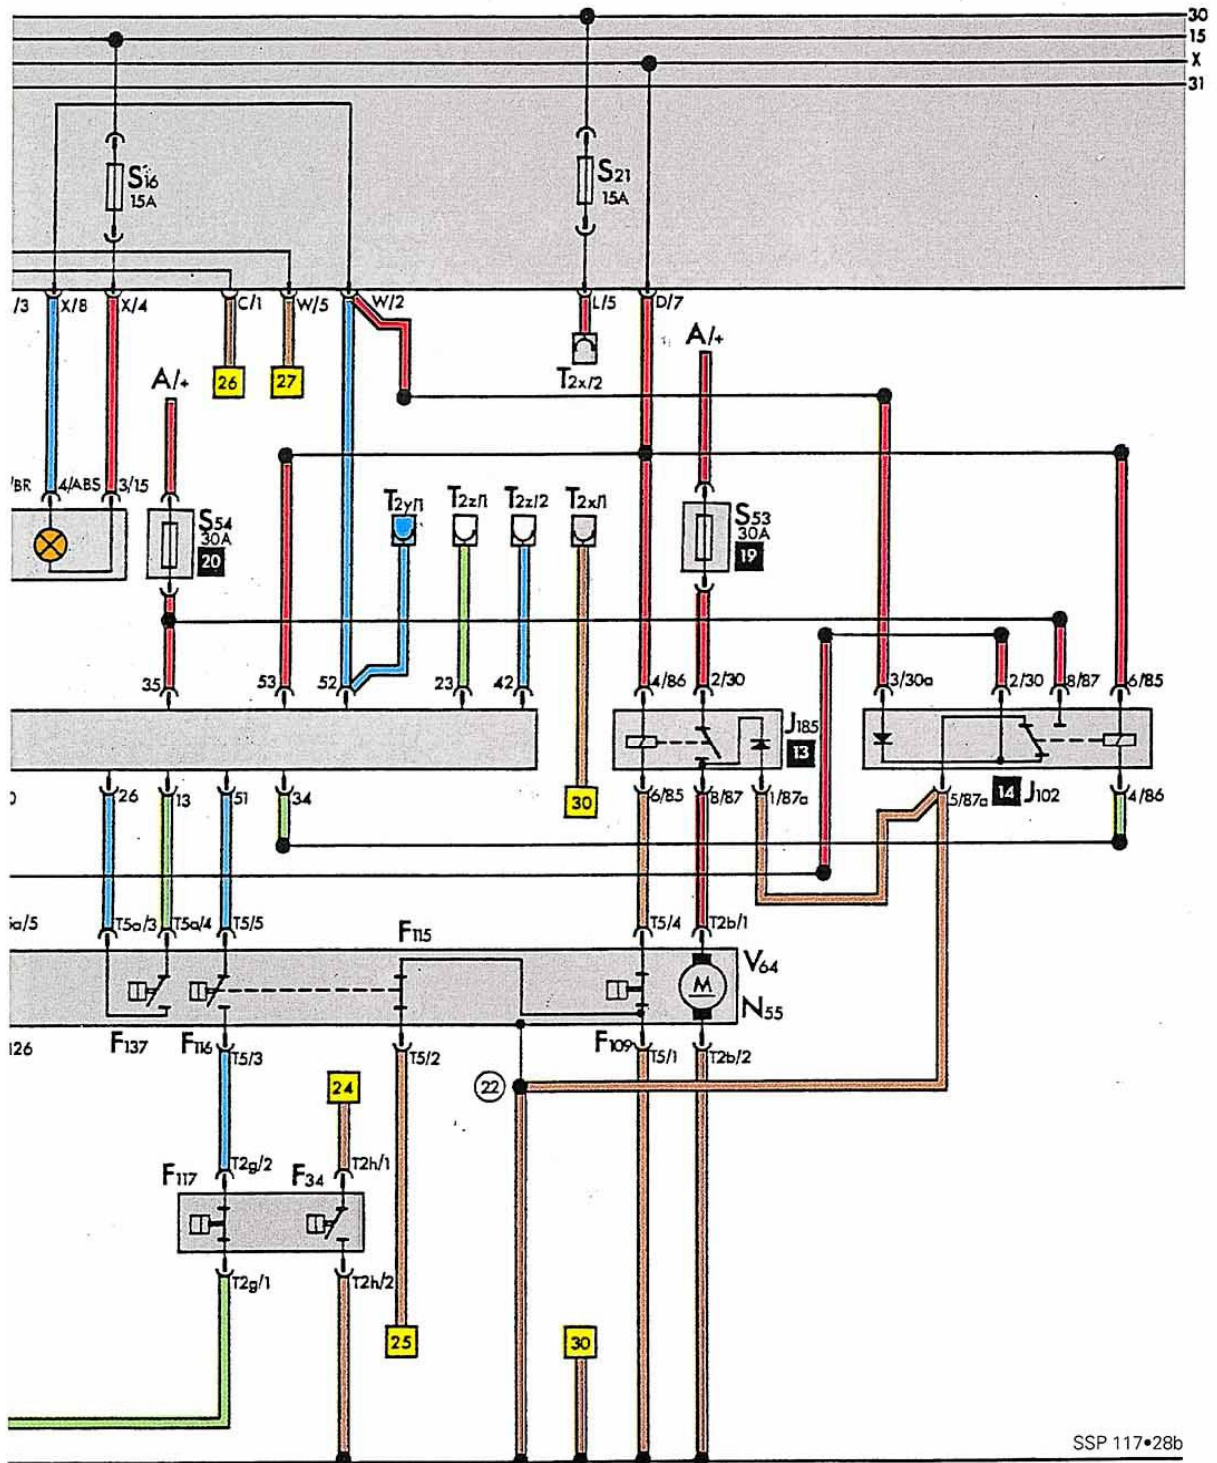 30
15
X
31
S16
15A
S21
15A
/3 X/8 X/4 C/1 W/5 W/2 L/5 D/7
A/+
26
27
T2x/2
A/+
/BR 4/ABS 3/15
S54
30A
20
T2y/1 T2z/1 T2z/2 T2x/1
S53
30A
19
35 53 52 23 42 4/86 2/30 3/30a 2/30 8/87 6/85
J185
13
26 13 51 34
30
6/85 8/87 1/87a 5/87a
14 J102
4/86
5a/5 T5a/3 T5a/4 T5/5 F115 T5/4 T2b/1
V64
M
N55
126 F137 F116 T5/3 T5/2 F109 T5/1 T2b/2
24
22
F117 T2g/2 F34 T2h/1
T2g/1 T2h/2
25
30
SSP 117•28b